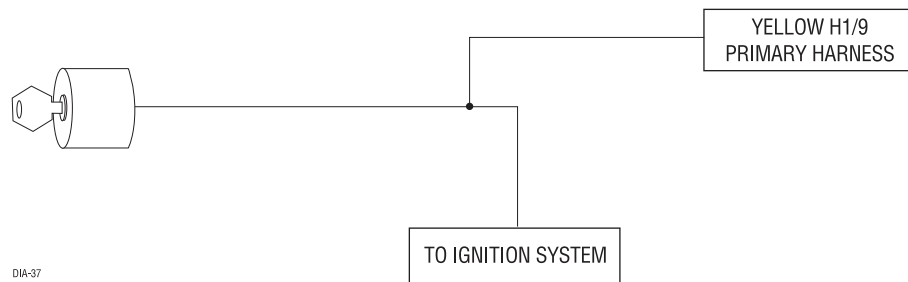 YELLOW H1/9
PRIMARY HARNESS
TO IGNITION SYSTEM
DIA-37